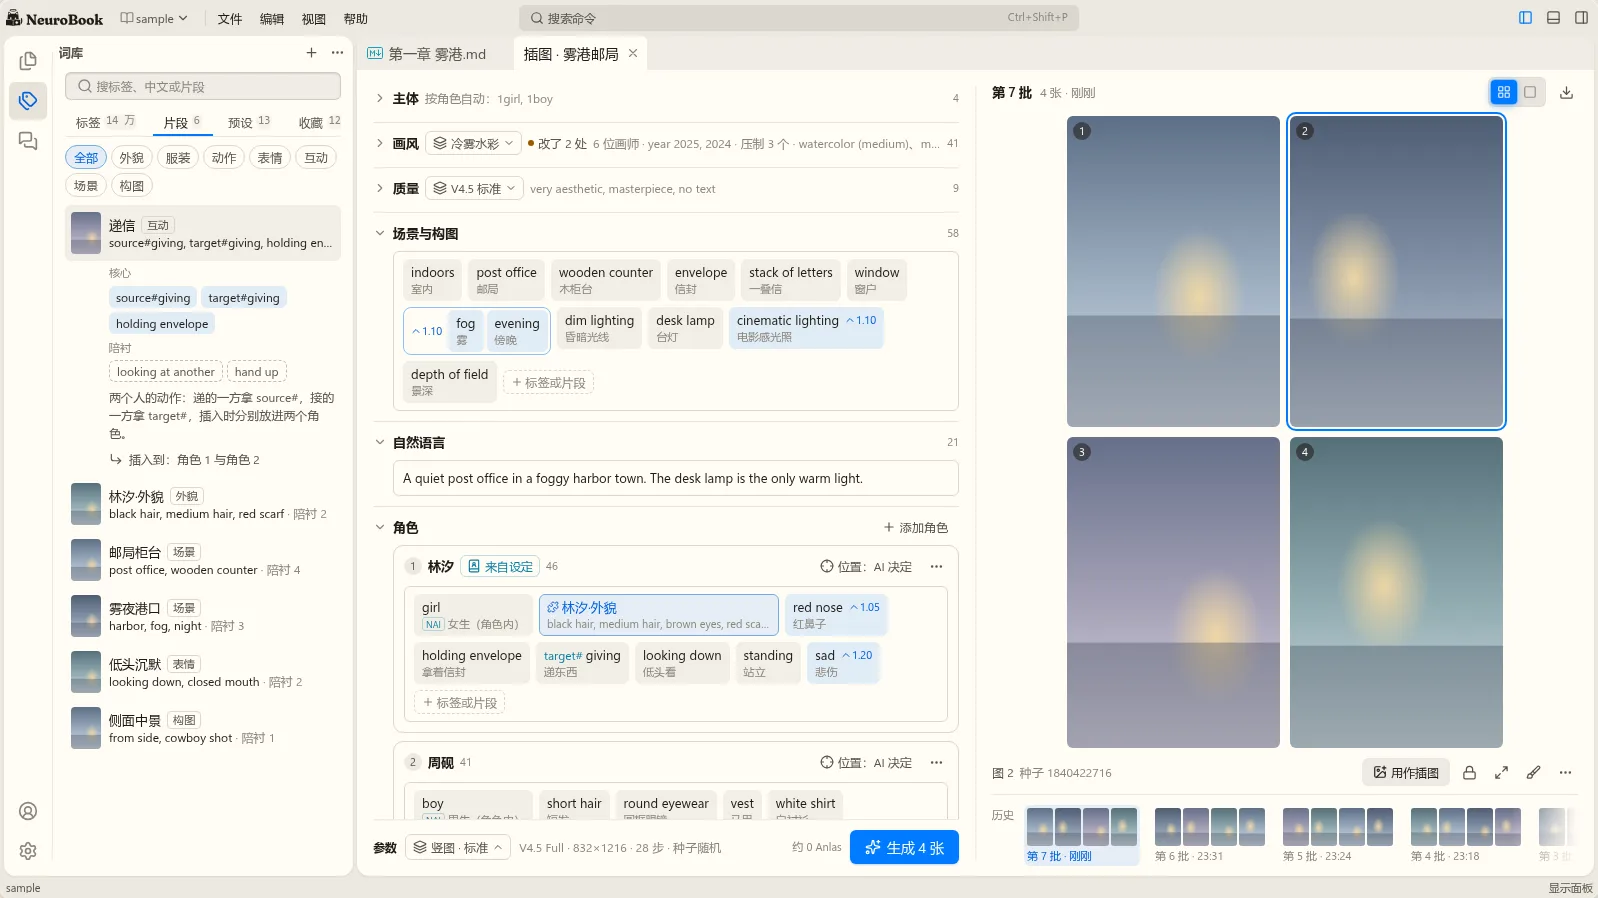 NeuroBook
sample
文件
编辑
视图
帮助
搜索命令
Ctrl+Shift+P
词库
搜标签、中文或片段
标签 14 万
片段 6
预设 13
收藏 12
全部
外貌
服装
动作
表情
互动
场景
构图
递信 互动
source#giving, target#giving, holding en...
核心
source#giving
target#giving
holding envelope
陪衬
looking at another
hand up
两个人的动作：递的一方拿 source#，接的
一方拿 target#，插入时分别放进两个角
色。
插入到：角色 1 与角色 2
林汐·外貌 外貌
black hair, medium hair, red scarf · 陪衬 2
邮局柜台 场景
post office, wooden counter · 陪衬 4
雾夜港口 场景
harbor, fog, night · 陪衬 3
低头沉默 表情
looking down, closed mouth · 陪衬 2
侧面中景 构图
from side, cowboy shot · 陪衬 1
第一章 雾港.md
插图 · 雾港邮局
主体 按角色自动：1girl, 1boy 4
画风 冷雾水彩 改了 2 处 6 位画师 · year 2025, 2024 · 压制 3 个 · watercolor (medium)、m... 41
质量 V4.5 标准 very aesthetic, masterpiece, no text 9
场景与构图 58
indoors 室内
post office 邮局
wooden counter 木柜台
envelope 信封
stack of letters 一叠信
window 窗户
1.10
fog 雾
evening 傍晚
dim lighting 昏暗光线
desk lamp 台灯
cinematic lighting 1.10 电影感光照
depth of field 景深
+ 标签或片段
自然语言 21
A quiet post office in a foggy harbor town. The desk lamp is the only warm light.
角色
+ 添加角色
1 林汐 来自设定 46
位置：AI 决定
girl NAI 女生（角色内）
林汐·外貌 black hair, medium hair, brown eyes, red sca...
red nose 1.05 红鼻子
holding envelope 拿着信封
target# giving 递东西
looking down 低头看
standing 站立
sad 1.20 悲伤
+ 标签或片段
2 周砚 41
位置：AI 决定
boy
short hair
round eyewear
vest
white shirt
参数 竖图 · 标准 V4.5 Full · 832×1216 · 28 步 · 种子随机
约 0 Anlas
生成 4 张
第 7 批 4 张 · 刚刚
1
2
3
4
图 2 种子 1840422716
用作插图
历史
第 7 批 · 刚刚
第 6 批 · 23:31
第 5 批 · 23:24
第 4 批 · 23:18
第 3 批
sample
显示面板